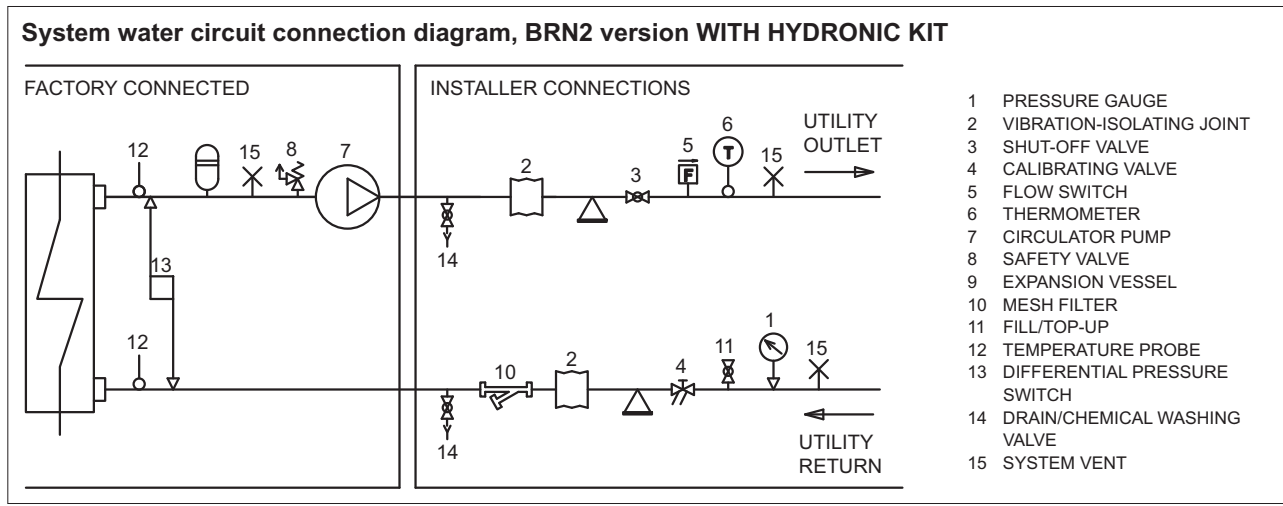 System water circuit connection diagram, BRN2 version WITH HYDRONIC KIT
FACTORY CONNECTED
INSTALLER CONNECTIONS
12
15
8
7
2
3
5
6
15
UTILITY
OUTLET
T
F
14
13
12
10
2
4
11
1
15
14
UTILITY
RETURN
1 PRESSURE GAUGE
2 VIBRATION-ISOLATING JOINT
3 SHUT-OFF VALVE
4 CALIBRATING VALVE
5 FLOW SWITCH
6 THERMOMETER
7 CIRCULATOR PUMP
8 SAFETY VALVE
9 EXPANSION VESSEL
10 MESH FILTER
11 FILL/TOP-UP
12 TEMPERATURE PROBE
13 DIFFERENTIAL PRESSURE
SWITCH
14 DRAIN/CHEMICAL WASHING
VALVE
15 SYSTEM VENT